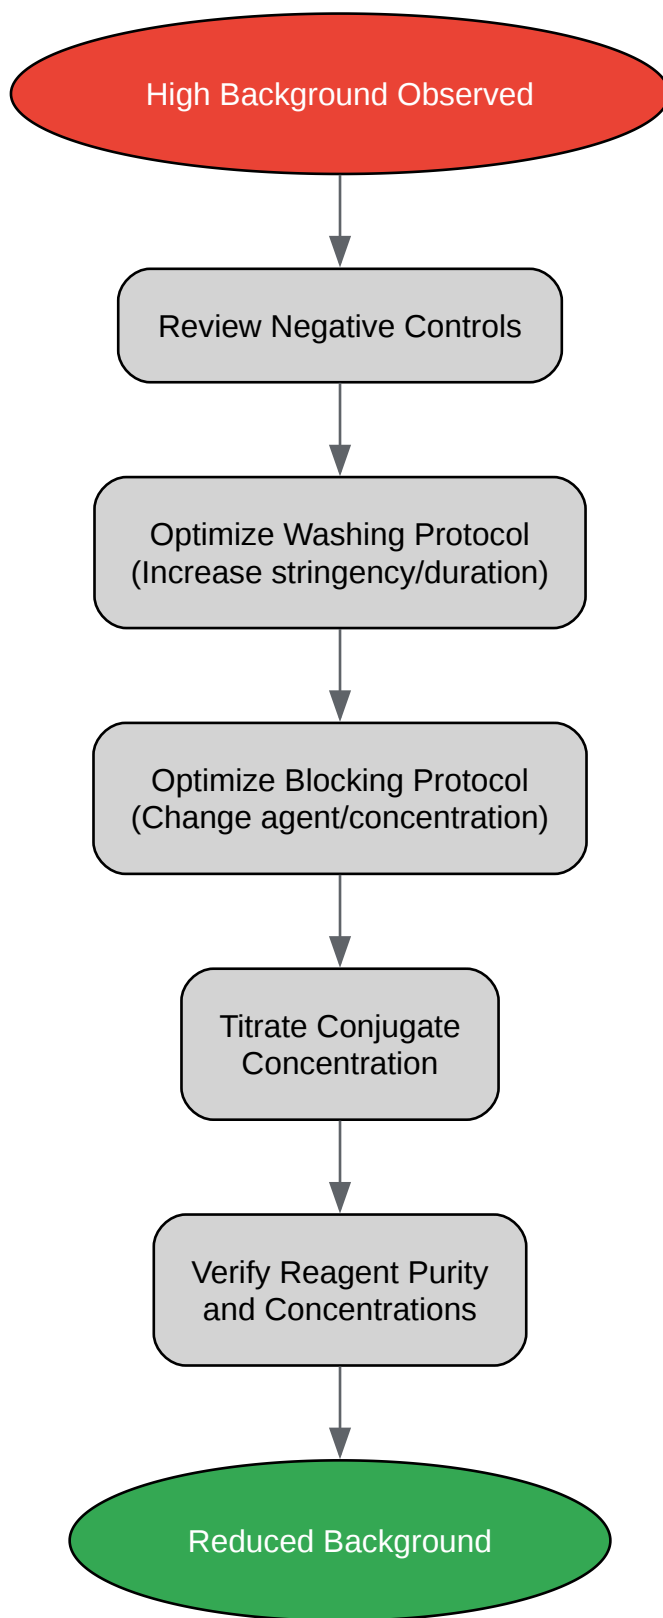 High Background Observed
Review Negative Controls
Optimize Washing Protocol
(Increase stringency/duration)
Optimize Blocking Protocol
(Change agent/concentration)
Titrate Conjugate
Concentration
Verify Reagent Purity
and Concentrations
Reduced Background